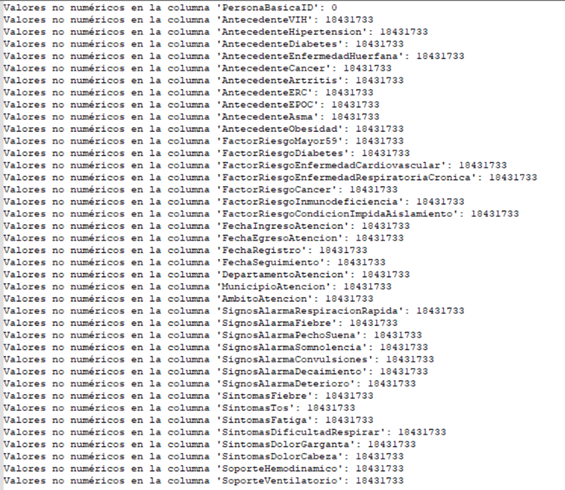 Valores no numéricos en la columna 'PersonaBasicaID': 0
Valores no numéricos en la columna 'AntecedenteVIH': 18431733
Valores no numéricos en la columna 'AntecedenteHipertension': 18431733
Valores no numéricos en la columna 'AntecedenteDiabetes': 18431733
Valores no numéricos en la columna 'AntecedenteEnfermedadHuerfana': 18431733
Valores no numéricos en la columna 'AntecedenteCancer': 18431733
Valores no numéricos en la columna 'AntecedenteArtritis': 18431733
Valores no numéricos en la columna 'AntecedenteERC': 18431733
Valores no numéricos en la columna 'AntecedenteEPOC': 18431733
Valores no numéricos en la columna 'AntecedenteAsma': 18431733
Valores no numéricos en la columna 'AntecedenteObesidad': 18431733
Valores no numéricos en la columna 'FactorRiesgoMayor59': 18431733
Valores no numéricos en la columna 'FactorRiesgoDiabetes': 18431733
Valores no numéricos en la columna 'FactorRiesgoEnfermedadCardiovascular': 18431733
Valores no numéricos en la columna 'FactorRiesgoEnfermedadRespiratoriaCronica': 18431733
Valores no numéricos en la columna 'FactorRiesgoCancer': 18431733
Valores no numéricos en la columna 'FactorRiesgoInmunodeficiencia': 18431733
Valores no numéricos en la columna 'FactorRiesgoCondicionImpidaAislamiento': 18431733
Valores no numéricos en la columna 'FechaIngresoAtencion': 18431733
Valores no numéricos en la columna 'FechaEgresoAtencion': 18431733
Valores no numéricos en la columna 'FechaRegistro': 18431733
Valores no numéricos en la columna 'FechaSeguimiento': 18431733
Valores no numéricos en la columna 'DepartamentoAtencion': 18431733
Valores no numéricos en la columna 'MunicipioAtencion': 18431733
Valores no numéricos en la columna 'AmbitoAtencion': 18431733
Valores no numéricos en la columna 'SignosAlarmaRespiracionRapida': 18431733
Valores no numéricos en la columna 'SignosAlarmaFiebre': 18431733
Valores no numéricos en la columna 'SignosAlarmaPechoSuena': 18431733
Valores no numéricos en la columna 'SignosAlarmaSomnolencia': 18431733
Valores no numéricos en la columna 'SignosAlarmaConvulsiones': 18431733
Valores no numéricos en la columna 'SignosAlarmaDecaimiento': 18431733
Valores no numéricos en la columna 'SignosAlarmaDeterioro': 18431733
Valores no numéricos en la columna 'SintomasFiebre': 18431733
Valores no numéricos en la columna 'SintomasTos': 18431733
Valores no numéricos en la columna 'SintomasFatiga': 18431733
Valores no numéricos en la columna 'SintomasDificultadRespirar': 18431733
Valores no numéricos en la columna 'SintomasDolorGarganta': 18431733
Valores no numéricos en la columna 'SintomasDolorCabeza': 18431733
Valores no numéricos en la columna 'SoporteHemodinamico': 18431733
Valores no numéricos en la columna 'SoporteVentilatorio': 18431733